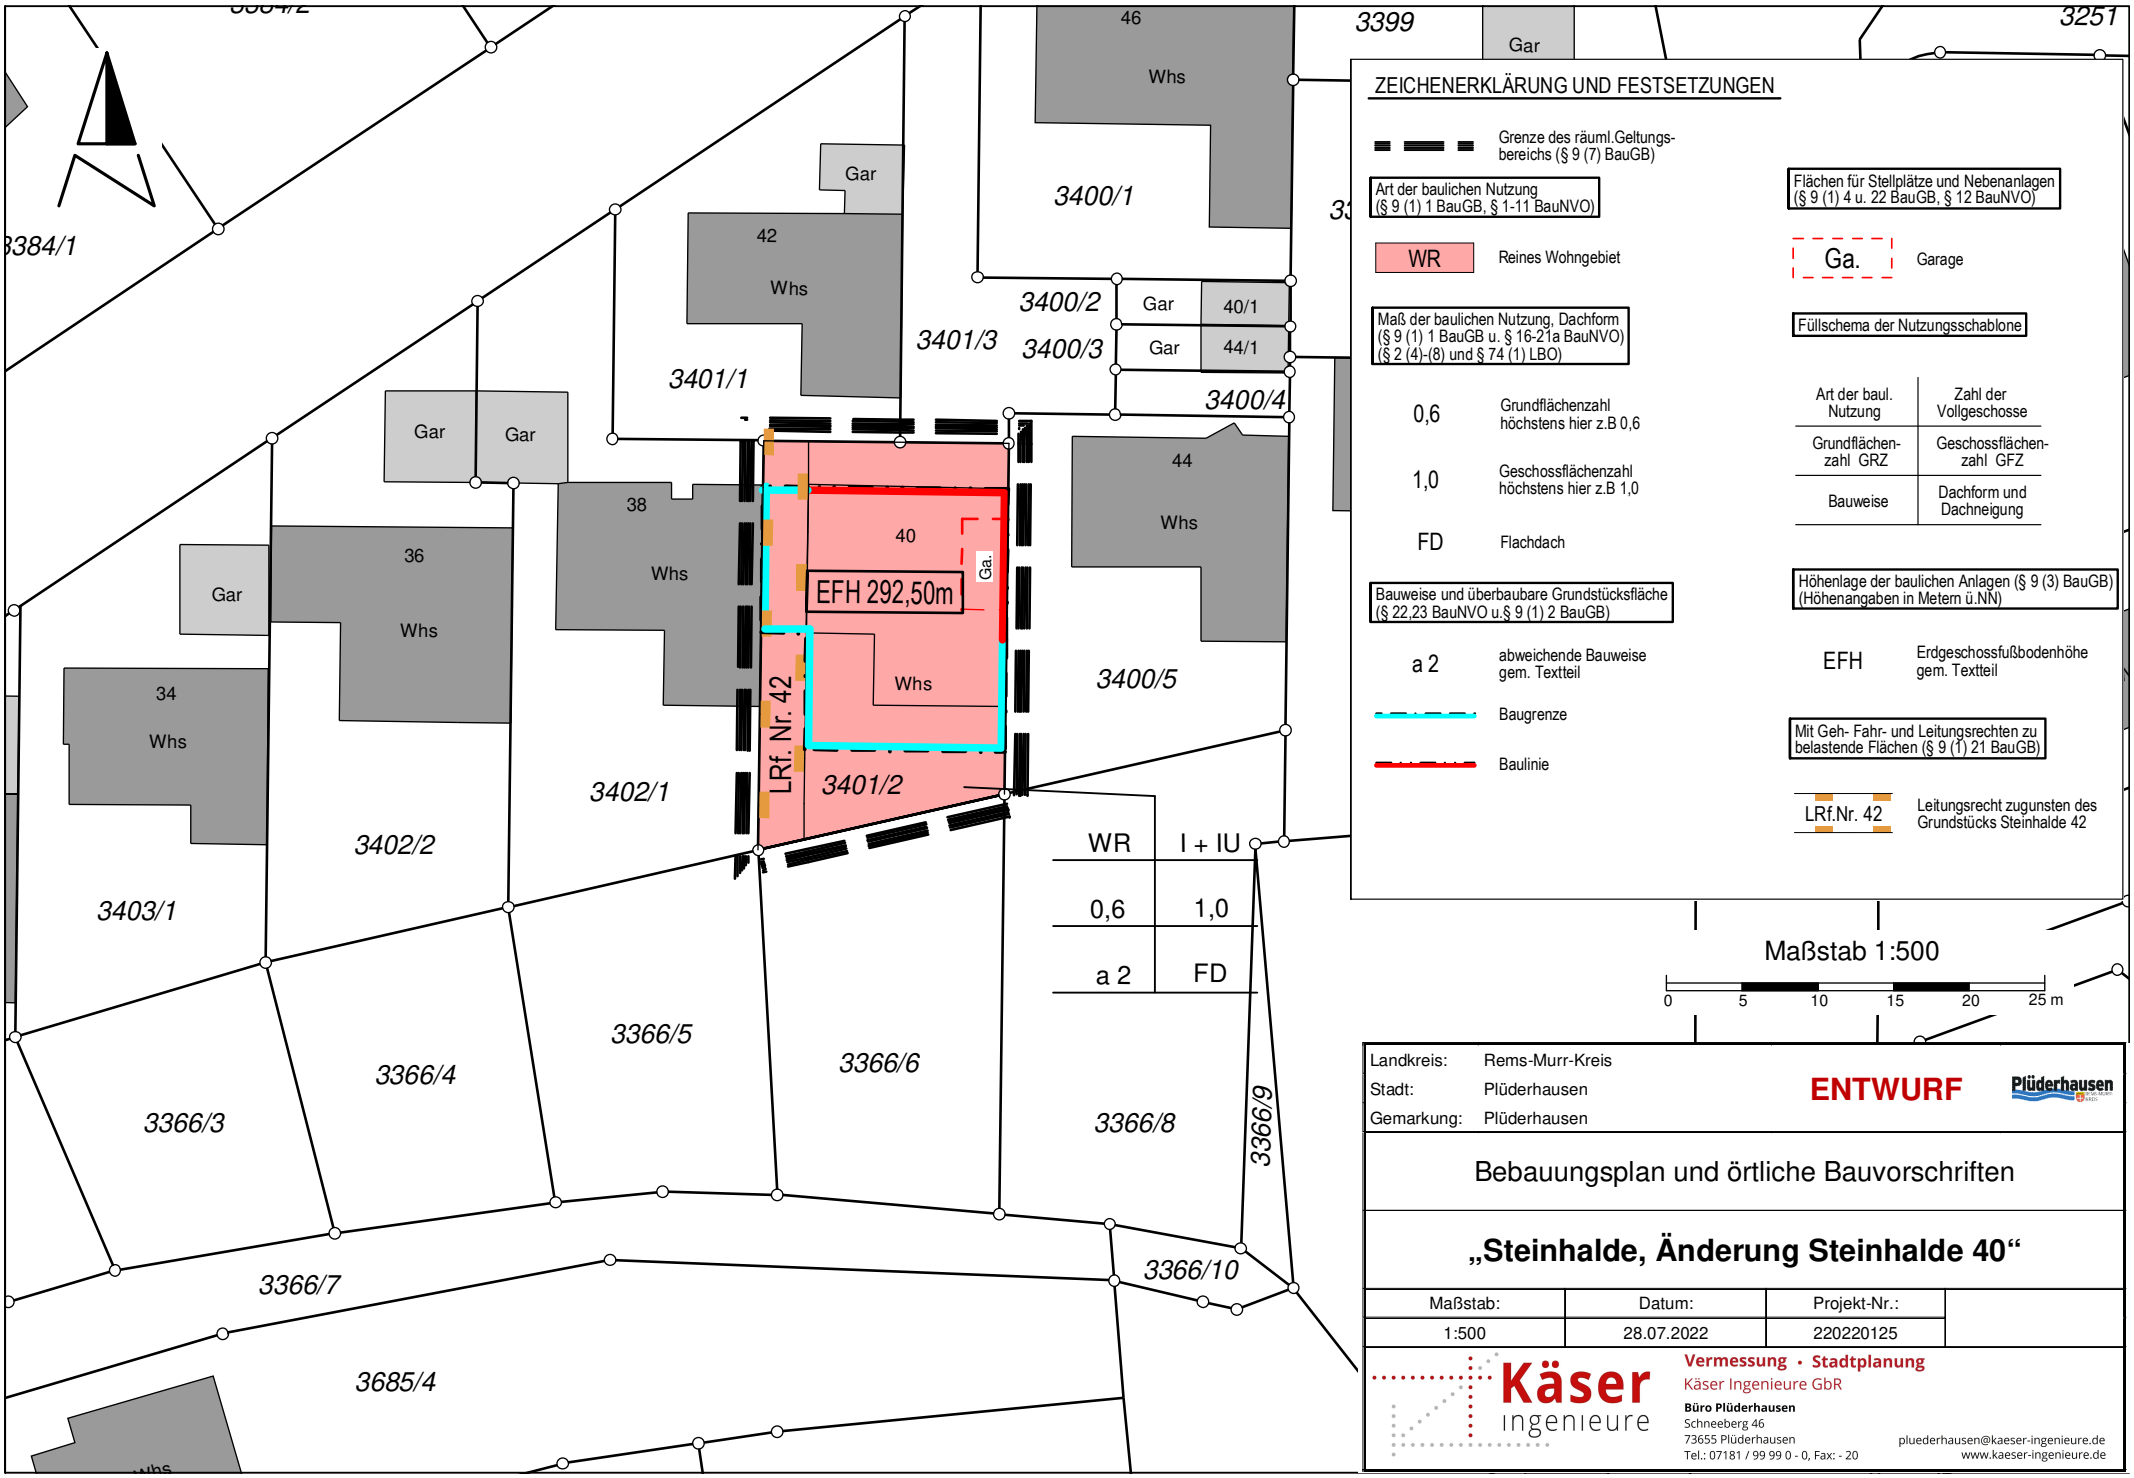 3384/2
46
3399
Gar
3251
Whs
ZEICHENERKLÄRUNG UND FESTSETZUNGEN
Grenze des räuml.Geltungs-
bereichs (§ 9 (7) BauGB)
Art der baulichen Nutzung
(§ 9 (1) 1 BauGB, § 1-11 BauNVO)
WR
Reines Wohngebiet
Maß der baulichen Nutzung, Dachform
(§ 9 (1) 1 BauGB u. § 16-21a BauNVO)
(§ 2 (4)-(8) und § 74 (1) LBO)
0,6
Grundflächenzahl
höchstens hier z.B 0,6
1,0
Geschossflächenzahl
höchstens hier z.B 1,0
FD
Flachdach
Bauweise und überbaubare Grundstücksfläche
(§ 22,23 BauNVO u.§ 9 (1) 2 BauGB)
a 2
abweichende Bauweise
gem. Textteil
Baugrenze
Baulinie
Flächen für Stellplätze und Nebenanlagen
(§ 9 (1) 4 u. 22 BauGB, § 12 BauNVO)
Ga.
Garage
Füllschema der Nutzungsschablone
Art der baul.
Nutzung
Zahl der
Vollgeschosse
Grundflächen-
zahl GRZ
Geschossflächen-
zahl GFZ
Bauweise
Dachform und
Dachneigung
Höhenlage der baulichen Anlagen (§ 9 (3) BauGB)
(Höhenangaben in Metern ü.NN)
EFH
Erdgeschossfußbodenhöhe
gem. Textteil
Mit Geh- Fahr- und Leitungsrechten zu
belastende Flächen (§ 9 (1) 21 BauGB)
LRf.Nr. 42
Leitungsrecht zugunsten des
Grundstücks Steinhalde 42
Gar
3400/1
3384/1
42
Whs
3400/2
Gar
40/1
3401/3
3400/3
Gar
44/1
3401/1
3400/4
Gar
Gar
44
Whs
38
Whs
40
EFH 292,50m
Ga.
Whs
36
Whs
Gar
34
Whs
LRf. Nr. 42
3401/2
3400/5
3402/1
3402/2
3403/1
WR
I + IU
0,6
1,0
a 2
FD
3366/5
3366/6
3366/4
3366/3
3366/8
3366/9
3366/10
3366/7
3685/4
Whs
Maßstab 1:500
0 5 10 15 20 25 m
Landkreis: Rems-Murr-Kreis
Stadt: Plüderhausen
Gemarkung: Plüderhausen
ENTWURF
Plüderhausen
Bebauungsplan und örtliche Bauvorschriften
„Steinhalde, Änderung Steinhalde 40“
Maßstab: Datum: Projekt-Nr.:
1:500 28.07.2022 220220125
Käser
ingenieure
Vermessung • Stadtplanung
Käser Ingenieure GbR
Büro Plüderhausen
Schneeberg 46
73655 Plüderhausen
Tel.: 07181 / 99 99 0 - 0, Fax: - 20
pluederhausen@kaeser-ingenieure.de
www.kaeser-ingenieure.de